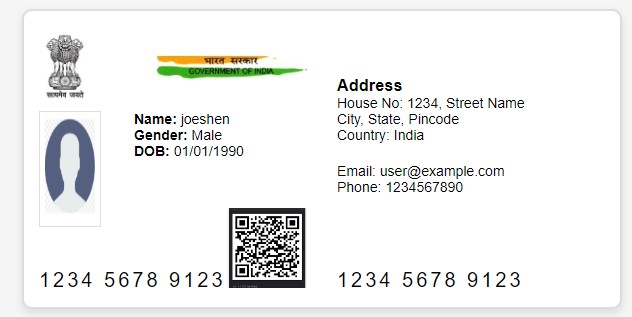 सत्यमेव जयते
भारत सरकार
GOVERNMENT OF INDIA
Name: joeshen
Gender: Male
DOB: 01/01/1990
1234 5678 9123
Address
House No: 1234, Street Name
City, State, Pincode
Country: India
Email: user@example.com
Phone: 1234567890
1234 5678 9123